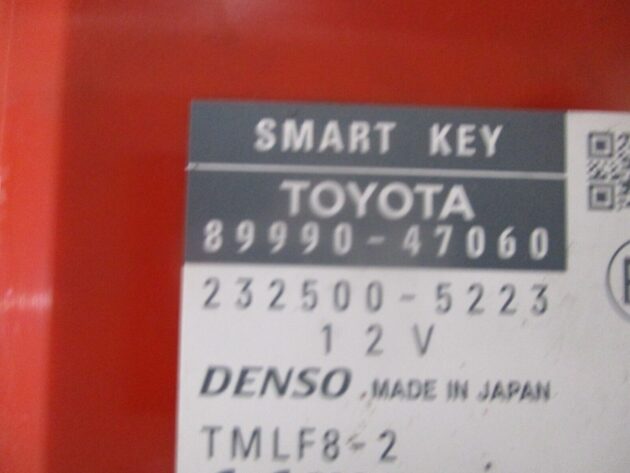 SMART KEY
TOYOTA
89990-47060
232500-5223
12V
DENSO MADE IN JAPAN
TMLF8-2